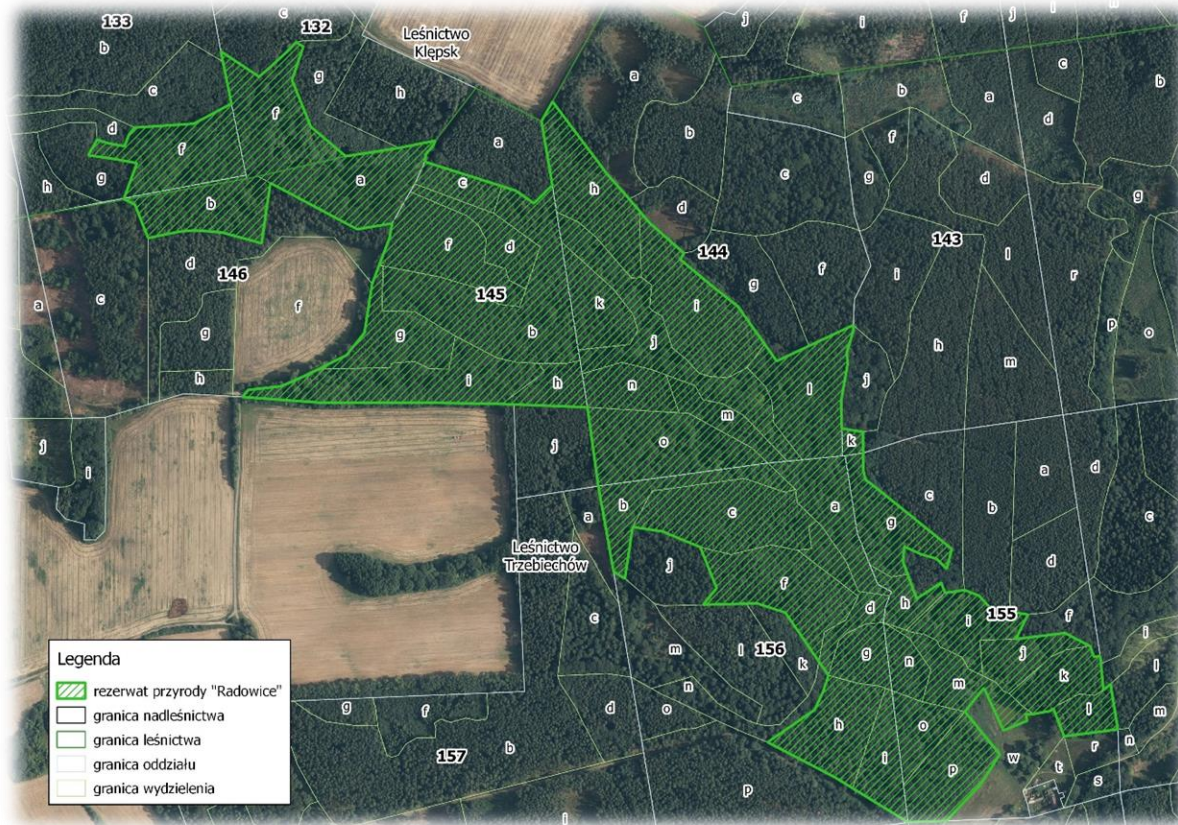 133
132
c
j
i
f
j
i
Leśnictwo
Klępsk
b
g
h
a
c
b
a
c
d
b
c
d
f
f
a
b
f
c
g
d
g
h
g
b
a
c
h
d
144
143
d
146
f
d
145
k
i
g
f
i
l
r
a
c
f
g
g
b
j
h
m
p
o
h
i
h
n
l
j
m
o
k
j
i
a
d
b
c
a
g
c
b
c
Leśnictwo
Trzebiechów
a
j
f
d
c
d
h
i
155
f
m
l
156
k
g
n
j
k
i
l
n
o
d
m
l
m
g
f
157
b
h
i
o
p
w
t
r
n
s
p
i
Legenda
rezerwat przyrody "Radowice"
granica nadleśnictwa
granica leśnictwa
granica oddziału
granica wydzielenia